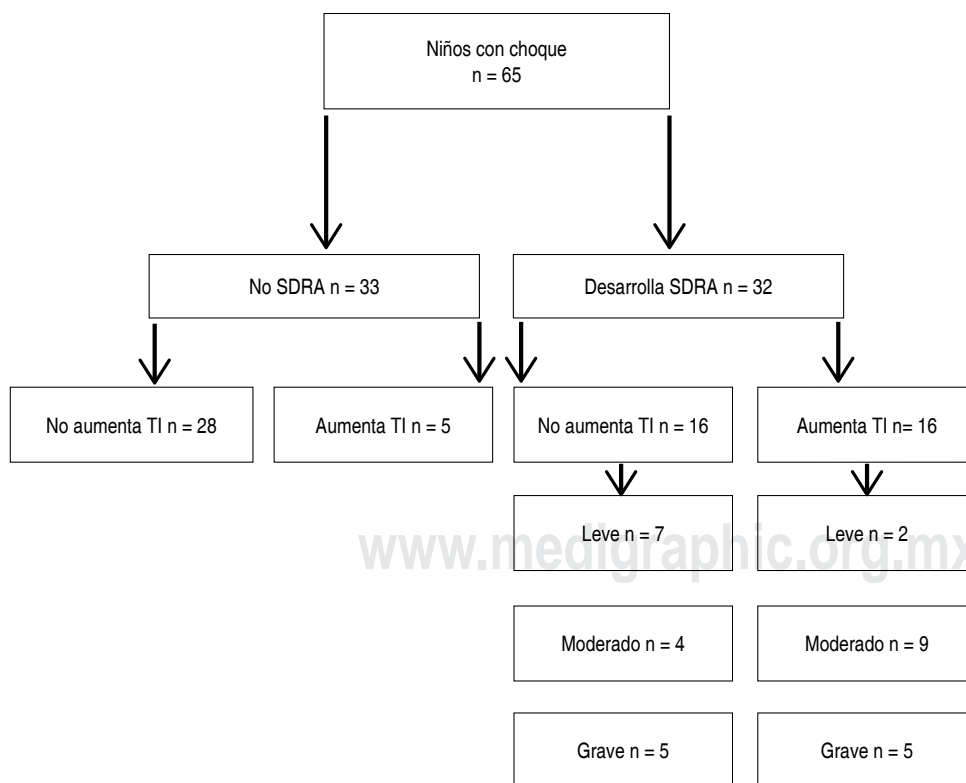 Niños con choque
n = 65
No SDRA n = 33
Desarrolla SDRA n = 32
No aumenta TI n = 28
Aumenta TI n = 5
No aumenta TI n = 16
Aumenta TI n= 16
Leve n = 7
Leve n = 2
www.medigraphic.org.mx
Moderado n = 4
Moderado n = 9
Grave n = 5
Grave n = 5